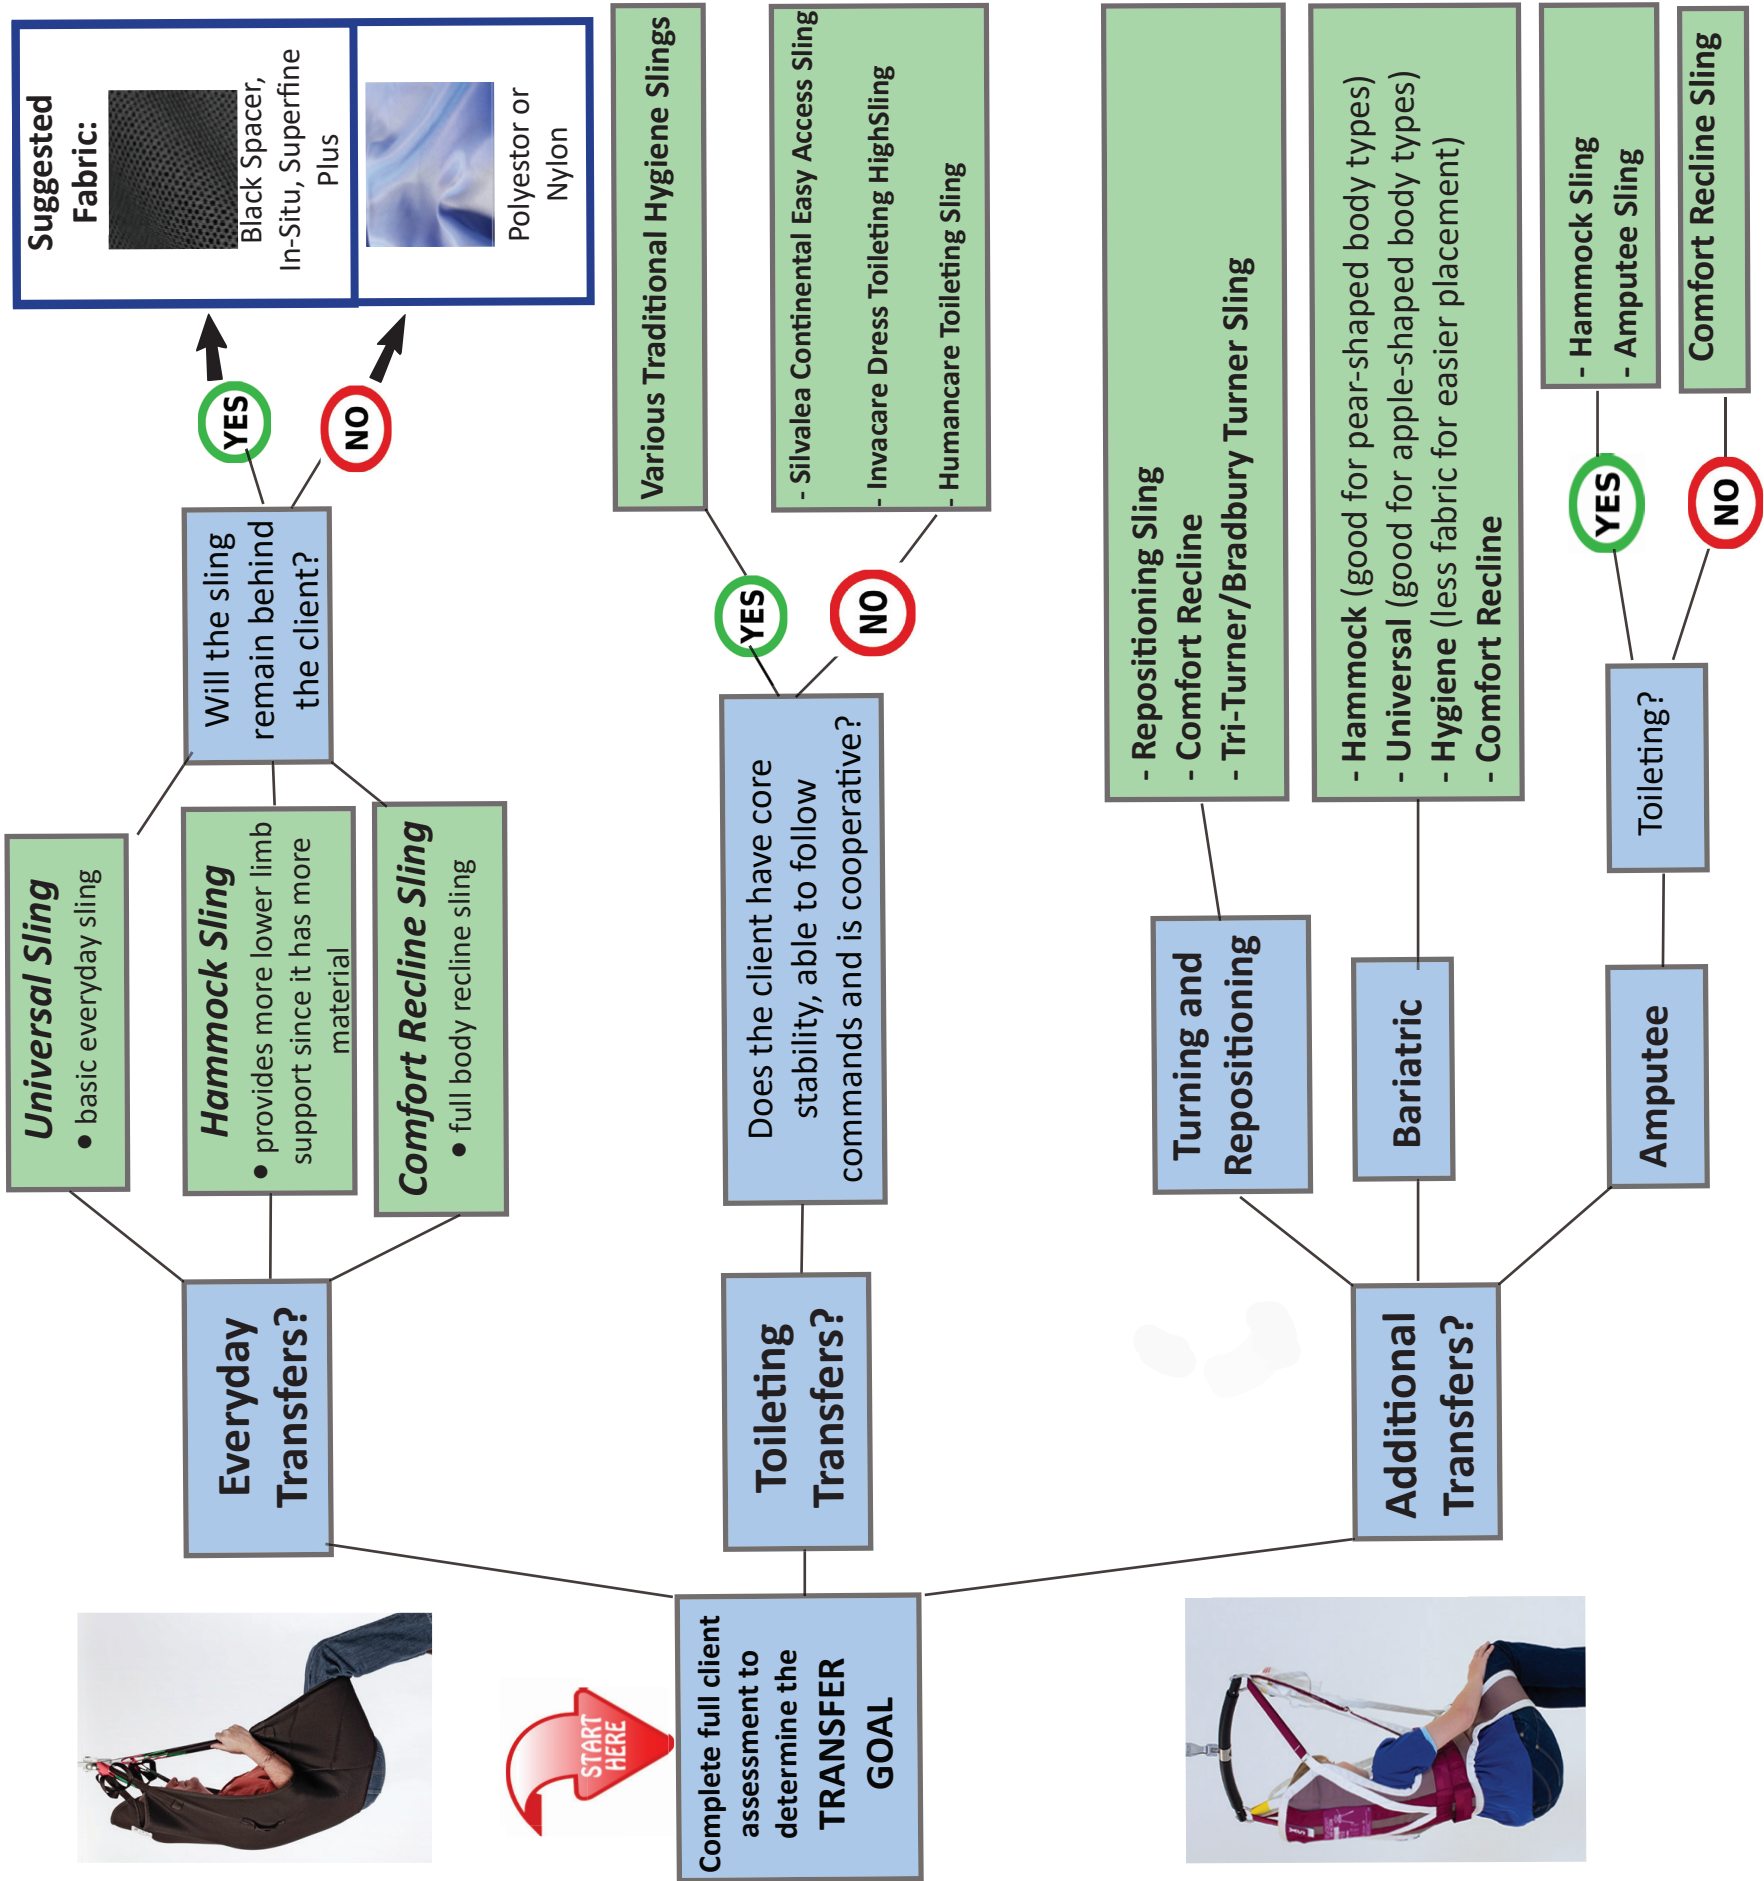 START
HERE
Complete full client
assessment to
determine the
TRANSFER
GOAL
Everyday
Transfers?
Universal Sling
• basic everyday sling
Hammock Sling
• provides more lower limb
support since it has more
material
Comfort Recline Sling
• full body recline sling
Will the sling
remain behind
the client?
YES
NO
Suggested
Fabric:
Black Spacer,
In-Situ, Superfine
Plus
Polyestor or
Nylon
Toileting
Transfers?
Does the client have core
stability, able to follow
commands and is cooperative?
YES
NO
Various Traditional Hygiene Slings
- Silvalea Continental Easy Access Sling
- Invacare Dress Toileting HighSling
- Humancare Toileting Sling
Additional
Transfers?
Turning and
Repositioning
- Repositioning Sling
- Comfort Recline
- Tri-Turner/Bradbury Turner Sling
Bariatric
- Hammock (good for pear-shaped body types)
- Universal (good for apple-shaped body types)
- Hygiene (less fabric for easier placement)
- Comfort Recline
Amputee
Toileting?
YES
NO
- Hammock Sling
- Amputee Sling
Comfort Recline Sling